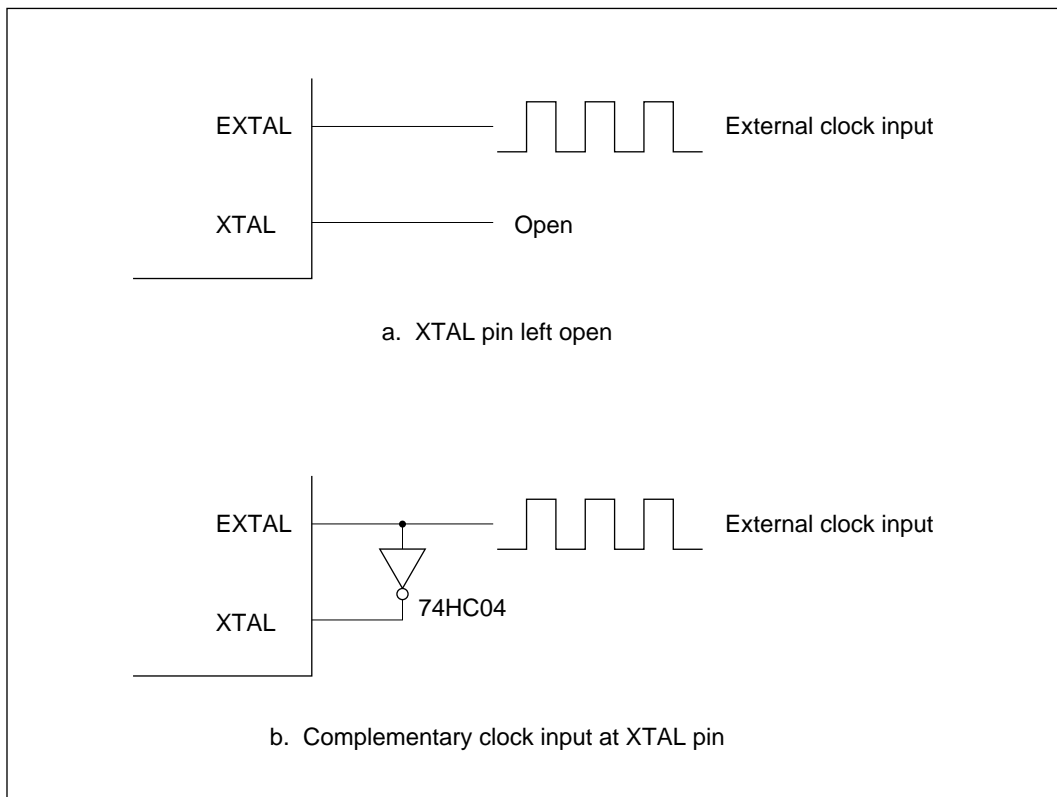 EXTAL
External clock input
XTAL
Open
a. XTAL pin left open
EXTAL
External clock input
74HC04
XTAL
b. Complementary clock input at XTAL pin